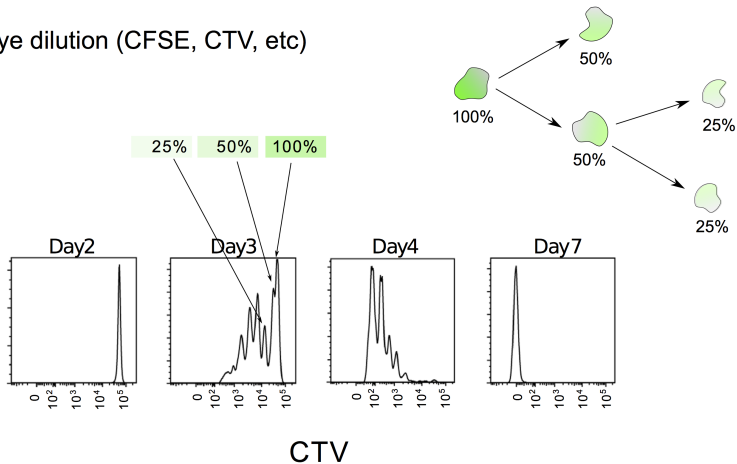 ye dilution (CFSE, CTV, etc)
50%
100%
25%
50%
25%
25% 50% 100%
Day2 Day3 Day4 Day7
0 10² 10³ 10⁴ 10⁵ 0 10² 10³ 10⁴ 10⁵ 0 10² 10³ 10⁴ 10⁵ 0 10² 10³ 10⁴ 10⁵
CTV